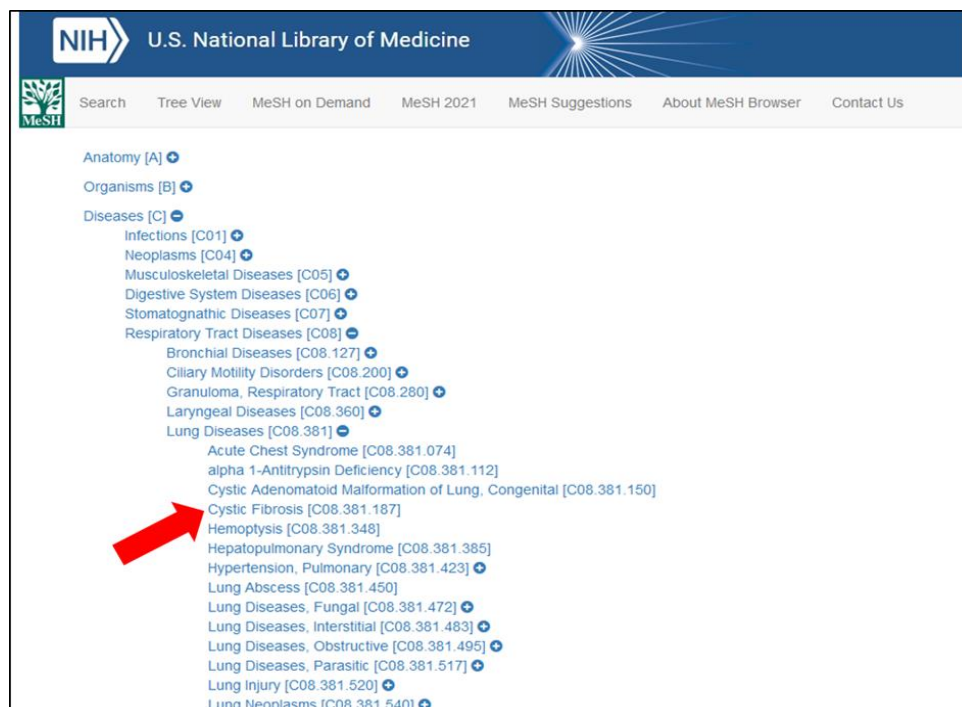 NIH U.S. National Library of Medicine
MeSH Search Tree View MeSH on Demand MeSH 2021 MeSH Suggestions About MeSH Browser Contact Us
Anatomy [A]
Organisms [B]
Diseases [C]
Infections [C01]
Neoplasms [C04]
Musculoskeletal Diseases [C05]
Digestive System Diseases [C06]
Stomatognathic Diseases [C07]
Respiratory Tract Diseases [C08]
Bronchial Diseases [C08.127]
Ciliary Motility Disorders [C08.200]
Granuloma, Respiratory Tract [C08.280]
Laryngeal Diseases [C08.360]
Lung Diseases [C08.381]
Acute Chest Syndrome [C08.381.074]
alpha 1-Antitrypsin Deficiency [C08.381.112]
Cystic Adenomatoid Malformation of Lung, Congenital [C08.381.150]
Cystic Fibrosis [C08.381.187]
Hemoptysis [C08.381.348]
Hepatopulmonary Syndrome [C08.381.385]
Hypertension, Pulmonary [C08.381.423]
Lung Abscess [C08.381.450]
Lung Diseases, Fungal [C08.381.472]
Lung Diseases, Interstitial [C08.381.483]
Lung Diseases, Obstructive [C08.381.495]
Lung Diseases, Parasitic [C08.381.517]
Lung Injury [C08.381.520]
Lung Neoplasms [C08.381.540]